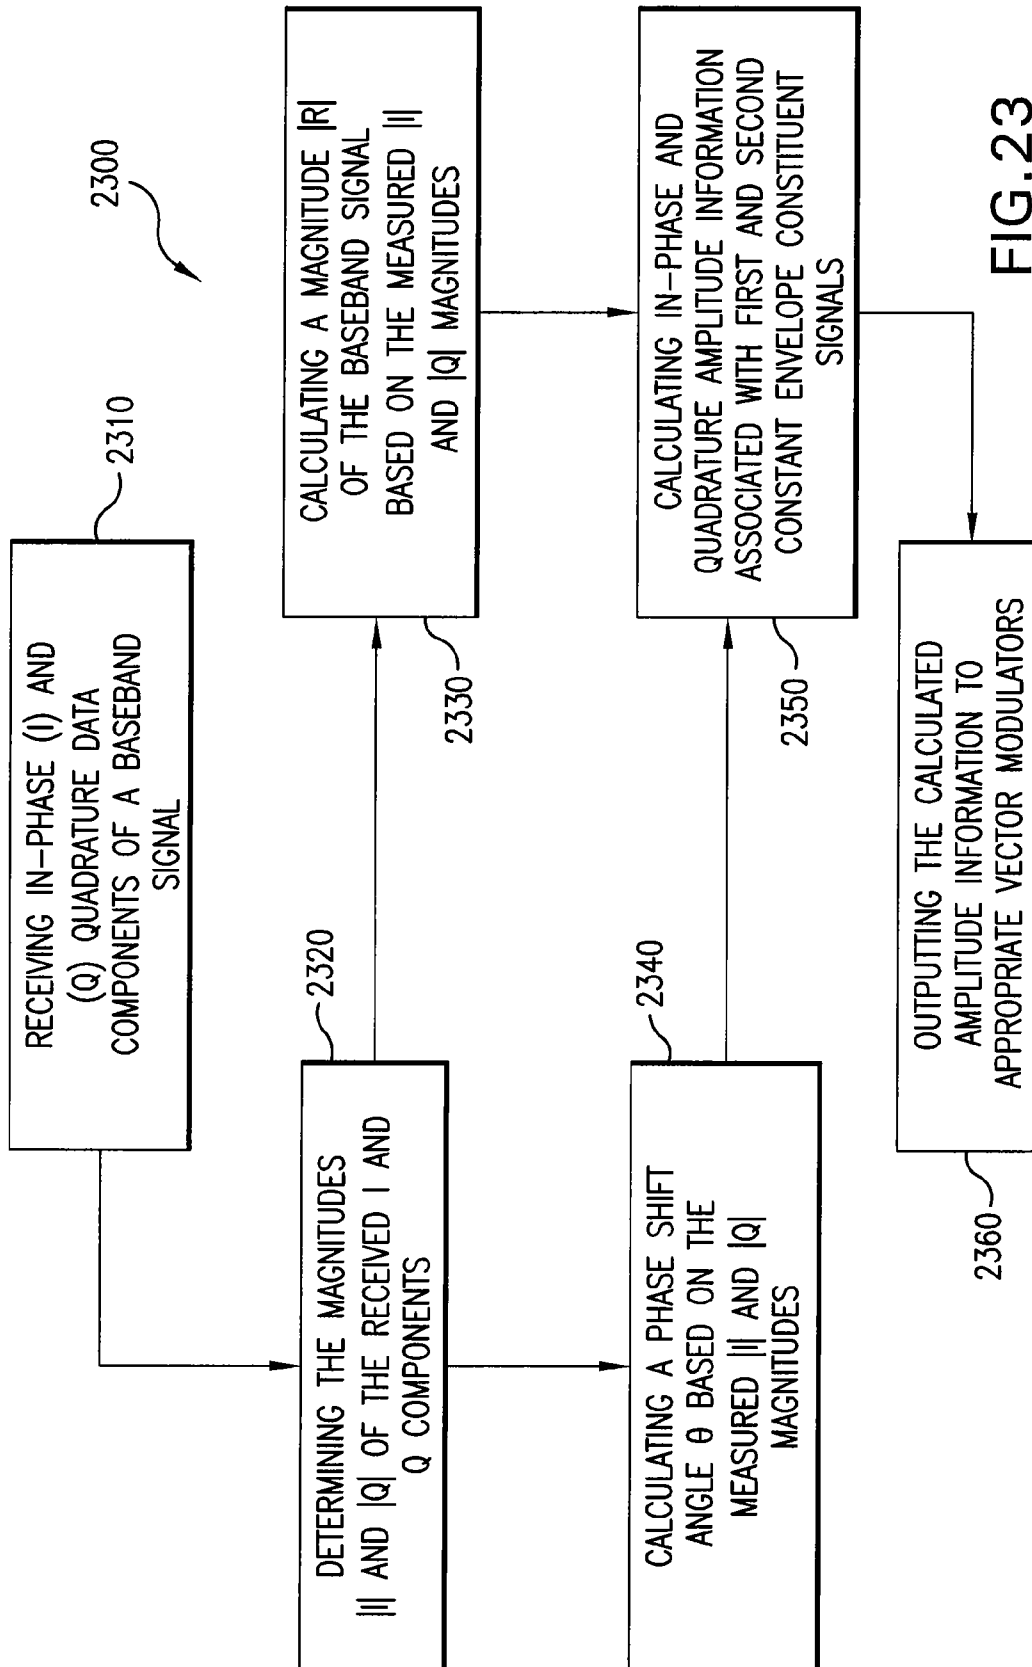 2300
RECEIVING IN-PHASE (I) AND
(Q) QUADRATURE DATA
COMPONENTS OF A BASEBAND
SIGNAL
2310
DETERMINING THE MAGNITUDES
|I| AND |Q| OF THE RECEIVED I AND
Q COMPONENTS
2320
CALCULATING A MAGNITUDE |R|
OF THE BASEBAND SIGNAL
BASED ON THE MEASURED |I|
AND |Q| MAGNITUDES
2330
CALCULATING A PHASE SHIFT
ANGLE θ BASED ON THE
MEASURED |I| AND |Q|
MAGNITUDES
2340
CALCULATING IN-PHASE AND
QUADRATURE AMPLITUDE INFORMATION
ASSOCIATED WITH FIRST AND SECOND
CONSTANT ENVELOPE CONSTITUENT
SIGNALS
2350
OUTPUTTING THE CALCULATED
AMPLITUDE INFORMATION TO
APPROPRIATE VECTOR MODULATORS
2360
FIG.23